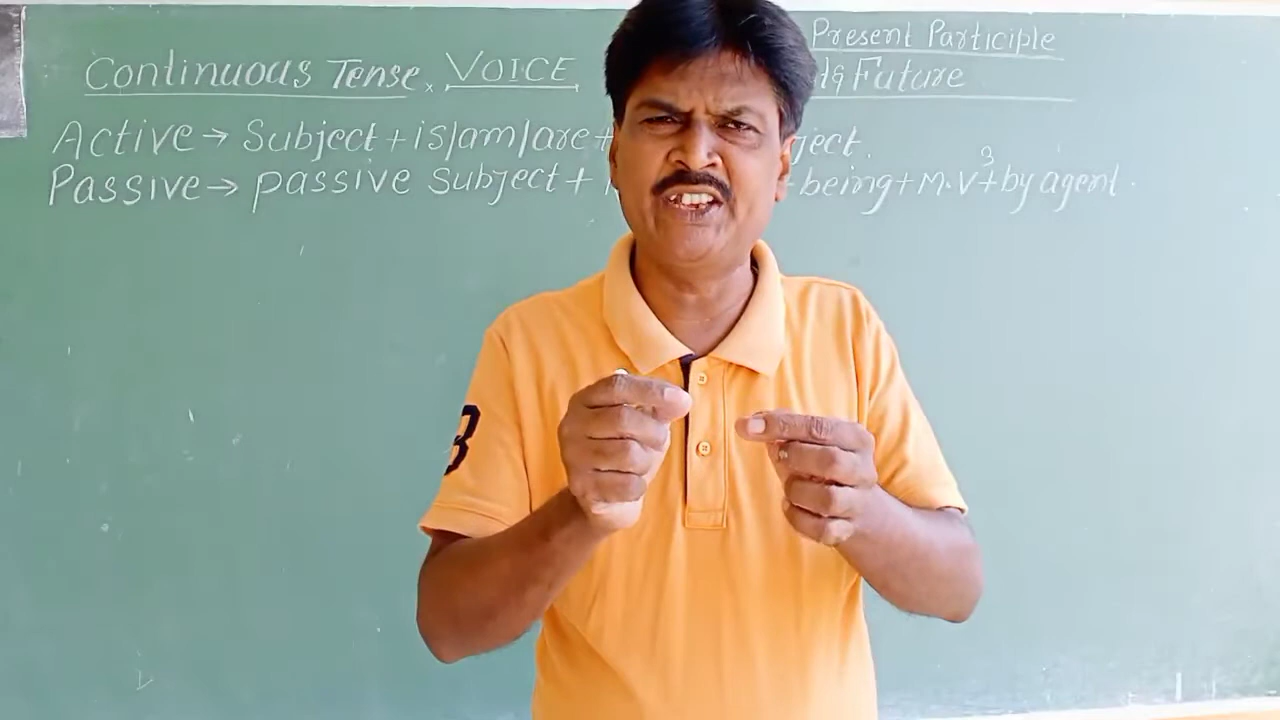 Present Participle
Continuous Tense × VOICE Future
Active → Subject + is/am/are + ject.
Passive → passive subject + being + M.V³ + by agent.
3